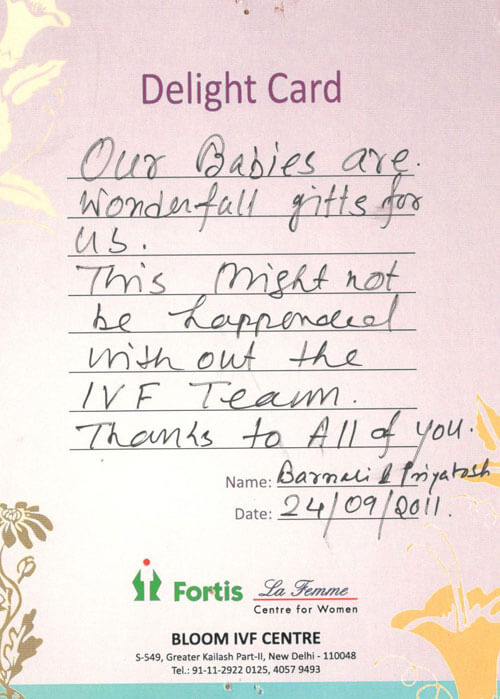 Delight Card
Our Babies are.
Wonderfull gifts for
us.
This Might not
be happended
with out the
IVF Team.
Thanks to All of you.
Name: Barnali & Priyatosh
Date: 24/09/2011.
Fortis La Femme
Centre for Women
BLOOM IVF CENTRE
S-549, Greater Kailash Part-II, New Delhi - 110048
Tel.: 91-11-2922 0125, 4057 9493